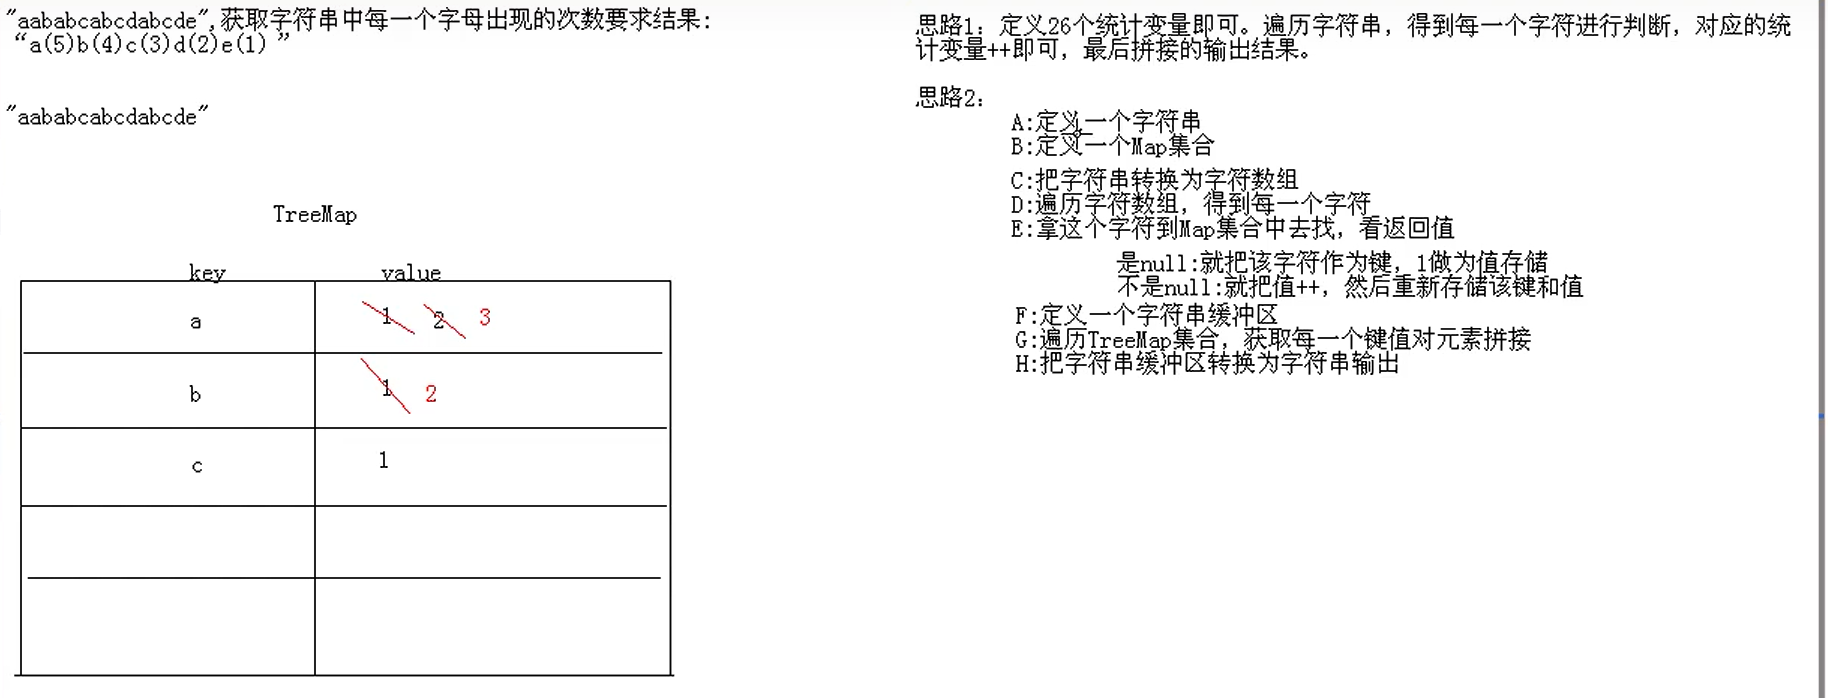 "aababcabcdabcde",获取字符串中每一个字母出现的次数要求结果:
“a(5)b(4)c(3)d(2)e(1) ”
"aababcabcdabcde"
TreeMap
key value
a 1 2 3
b 1 2
c 1
思路1：定义26个统计变量即可。遍历字符串，得到每一个字符进行判断，对应的统
计变量++即可，最后拼接的输出结果。
思路2：
A:定义一个字符串
B:定义一个Map集合
C:把字符串转换为字符数组
D:遍历字符数组，得到每一个字符
E:拿这个字符到Map集合中去找，看返回值
是null:就把该字符作为键，1做为值存储
不是null:就把值++，然后重新存储该键和值
F:定义一个字符串缓冲区
G:遍历TreeMap集合，获取每一个键值对元素拼接
H:把字符串缓冲区转换为字符串输出